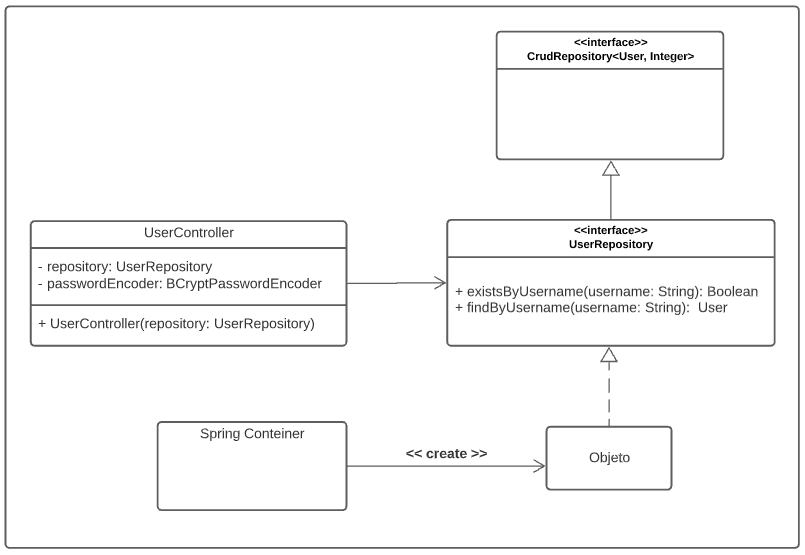 <<interface>>
CrudRepository<User, Integer>
UserController
- repository: UserRepository
- passwordEncoder: BCryptPasswordEncoder
+ UserController(repository: UserRepository)
<<interface>>
UserRepository
+ existsByUsername(username: String): Boolean
+ findByUsername(username: String):  User
Spring Conteiner
<< create >>
Objeto